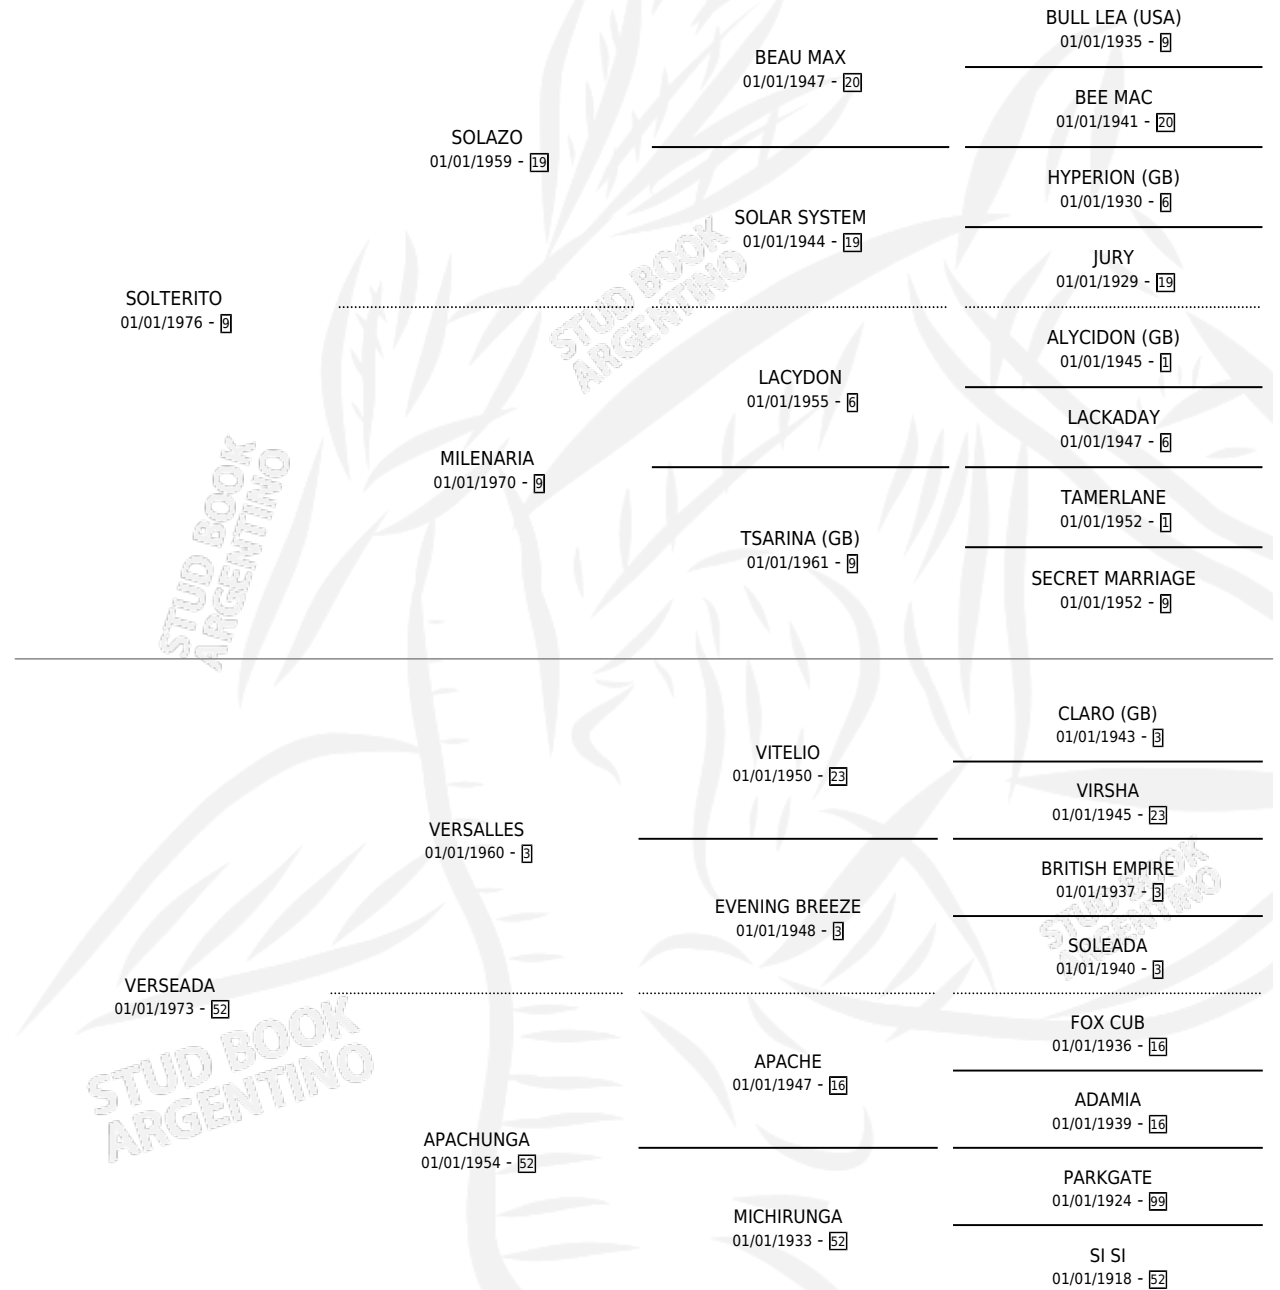 BULL LEA (USA)
01/01/1935 - 9
BEAU MAX
01/01/1947 - 20
BEE MAC
01/01/1941 - 20
SOLAZO
01/01/1959 - 19
HYPERION (GB)
01/01/1930 - 6
SOLAR SYSTEM
01/01/1944 - 19
JURY
01/01/1929 - 19
SOLTERITO
01/01/1976 - 9
ALYCIDON (GB)
01/01/1945 - 1
LACYDON
01/01/1955 - 6
LACKADAY
01/01/1947 - 6
MILENARIA
01/01/1970 - 9
TAMERLANE
01/01/1952 - 1
TSARINA (GB)
01/01/1961 - 9
SECRET MARRIAGE
01/01/1952 - 9
CLARO (GB)
01/01/1943 - 3
VITELIO
01/01/1950 - 23
VIRSHA
01/01/1945 - 23
VERSALLES
01/01/1960 - 3
BRITISH EMPIRE
01/01/1937 - 3
EVENING BREEZE
01/01/1948 - 3
SOLEADA
01/01/1940 - 3
VERSEADA
01/01/1973 - 52
FOX CUB
01/01/1936 - 16
APACHE
01/01/1947 - 16
ADAMIA
01/01/1939 - 16
APACHUNGA
01/01/1954 - 52
PARKGATE
01/01/1924 - 99
MICHIRUNGA
01/01/1933 - 52
SI SI
01/01/1918 - 52
STUD BOOK
ARGENTINO
STUD BOOK
ARGENTINO
STUD BOOK
ARGENTINO
STUD BOOK
ARGENTINO